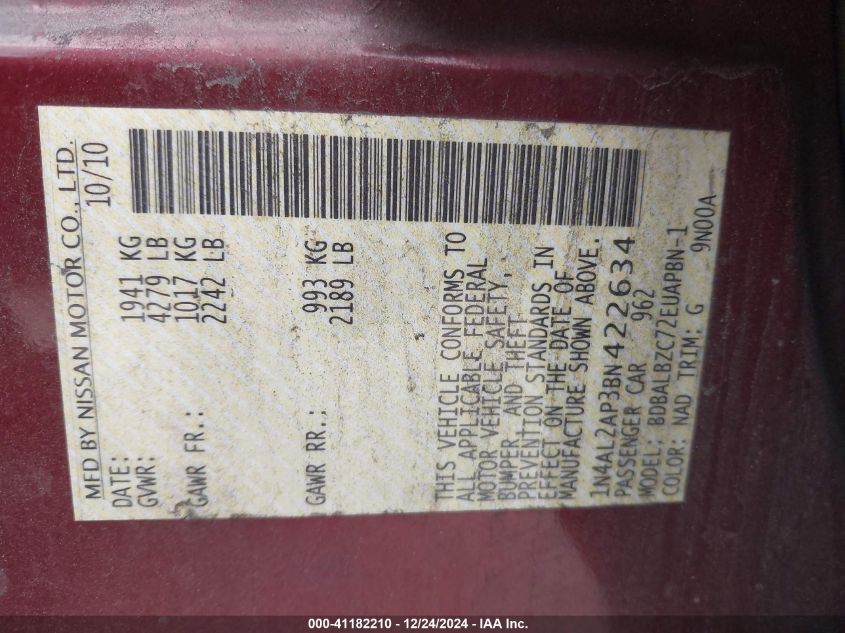 MFD BY NISSAN MOTOR CO., LTD.
DATE: 10/10
GVWR: 1941 KG
4279 LB
GAWR FR.: 1017 KG
2242 LB
GAWR RR.: 993 KG
2189 LB
THIS VEHICLE CONFORMS TO
ALL APPLICABLE FEDERAL
MOTOR VEHICLE SAFETY,
BUMPER, AND THEFT
PREVENTION STANDARDS IN
EFFECT ON THE DATE OF
MANUFACTURE SHOWN ABOVE.
1N4AL2AP3BN422634
PASSENGER CAR 962
MODEL: BDBALBZC72EUAPBN-1
COLOR: NAD TRIM: G 9N00A
000-41182210 - 12/24/2024 - IAA Inc.